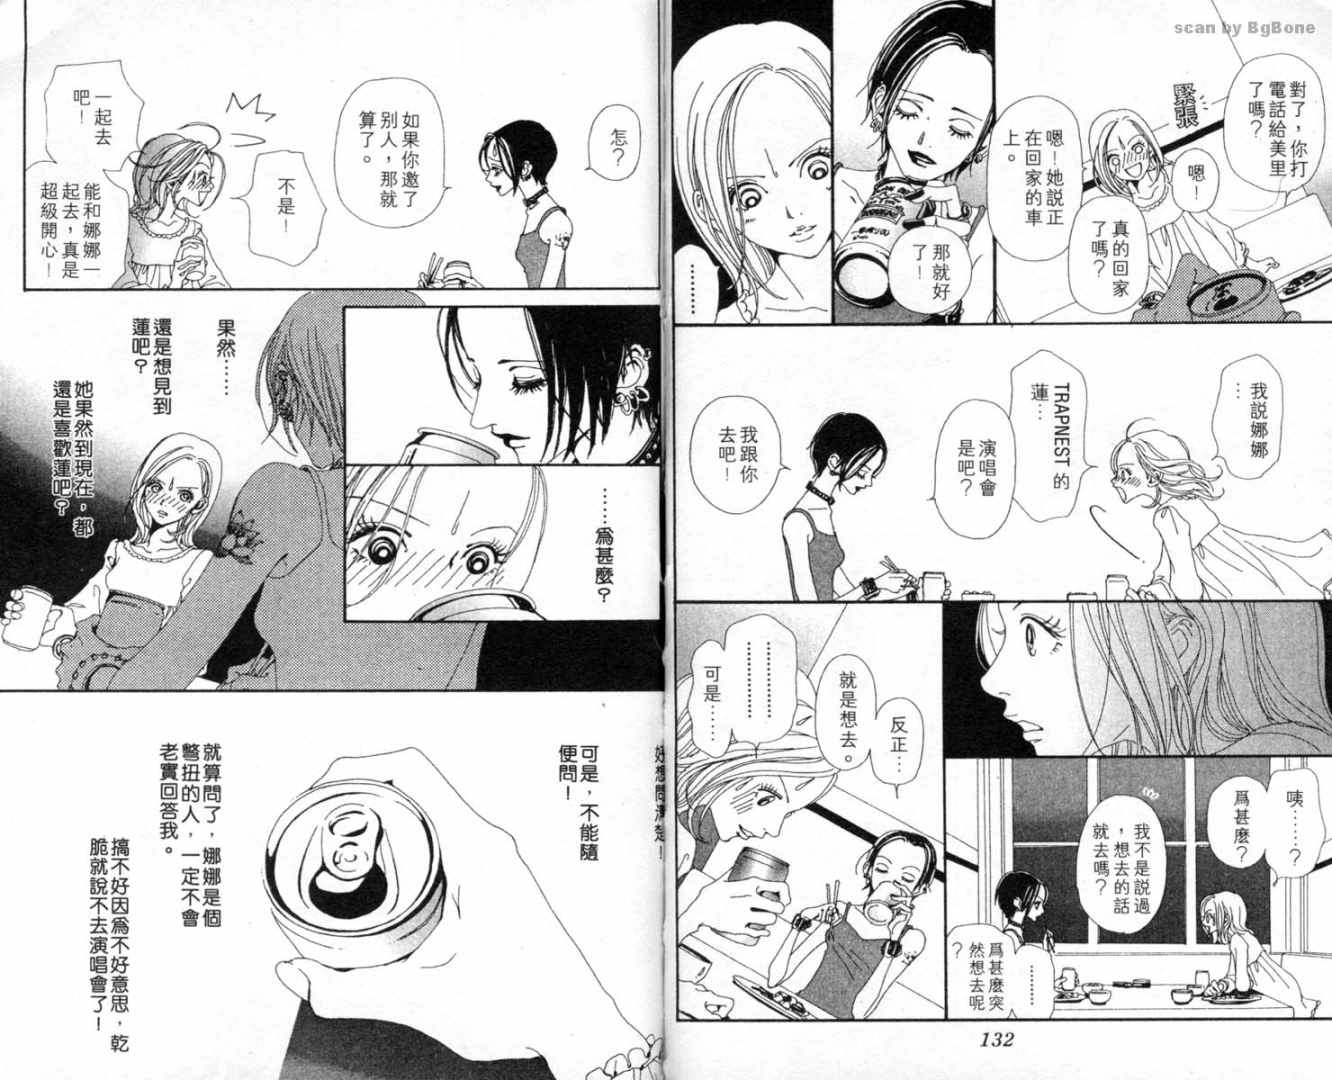 scan by BgBone
對了，你打
電話給美里
了嗎？
緊張
嗯！
嗯！她說正
在回家的車
上。
真的回家
了嗎？
那就好
了！
………
我說娜娜
…
TRAPNEST的
蓮…
演唱會
是吧？
我跟你
去吧！
咦……？
爲甚麼？
我不是說過
，想去的話
就去嗎？
………
爲甚麼突
然想去呢
？
反正…
就是想去。
…………
…………
可是……
132
怎？
如果你邀了
別人，那就
算了。
不是！
一起去
吧！
能和娜娜一
起去，真是
超級開心！
果然……
還是想見到
蓮吧？
她果然到現在，都
還是喜歡蓮吧？
……爲甚麼？
好想問清楚！
可是，不能隨
便問！
就算問了，娜娜是個
彆扭的人，一定不會
老實回答我。
搞不好因爲不好意思，乾
脆就說不去演唱會了！